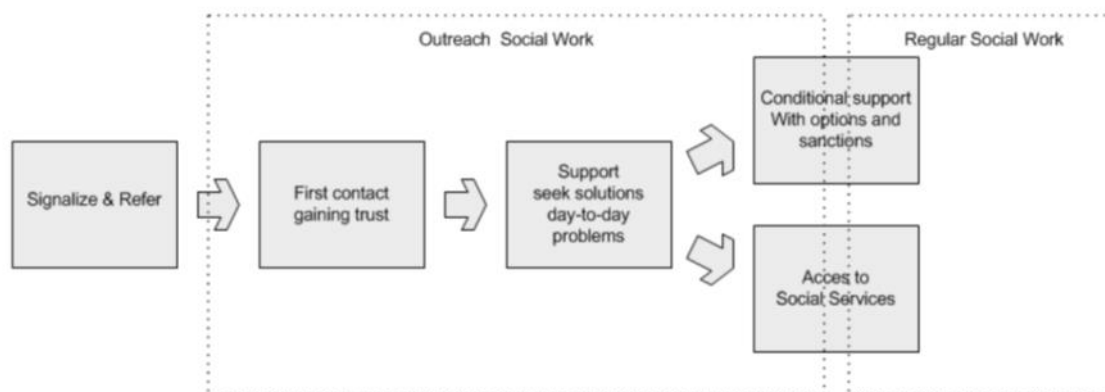 Outreach Social Work
Regular Social Work
Signalize & Refer
First contact
gaining trust
Support
seek solutions
day-to-day
problems
Conditional support
With options and
sanctions
Acces to
Social Services